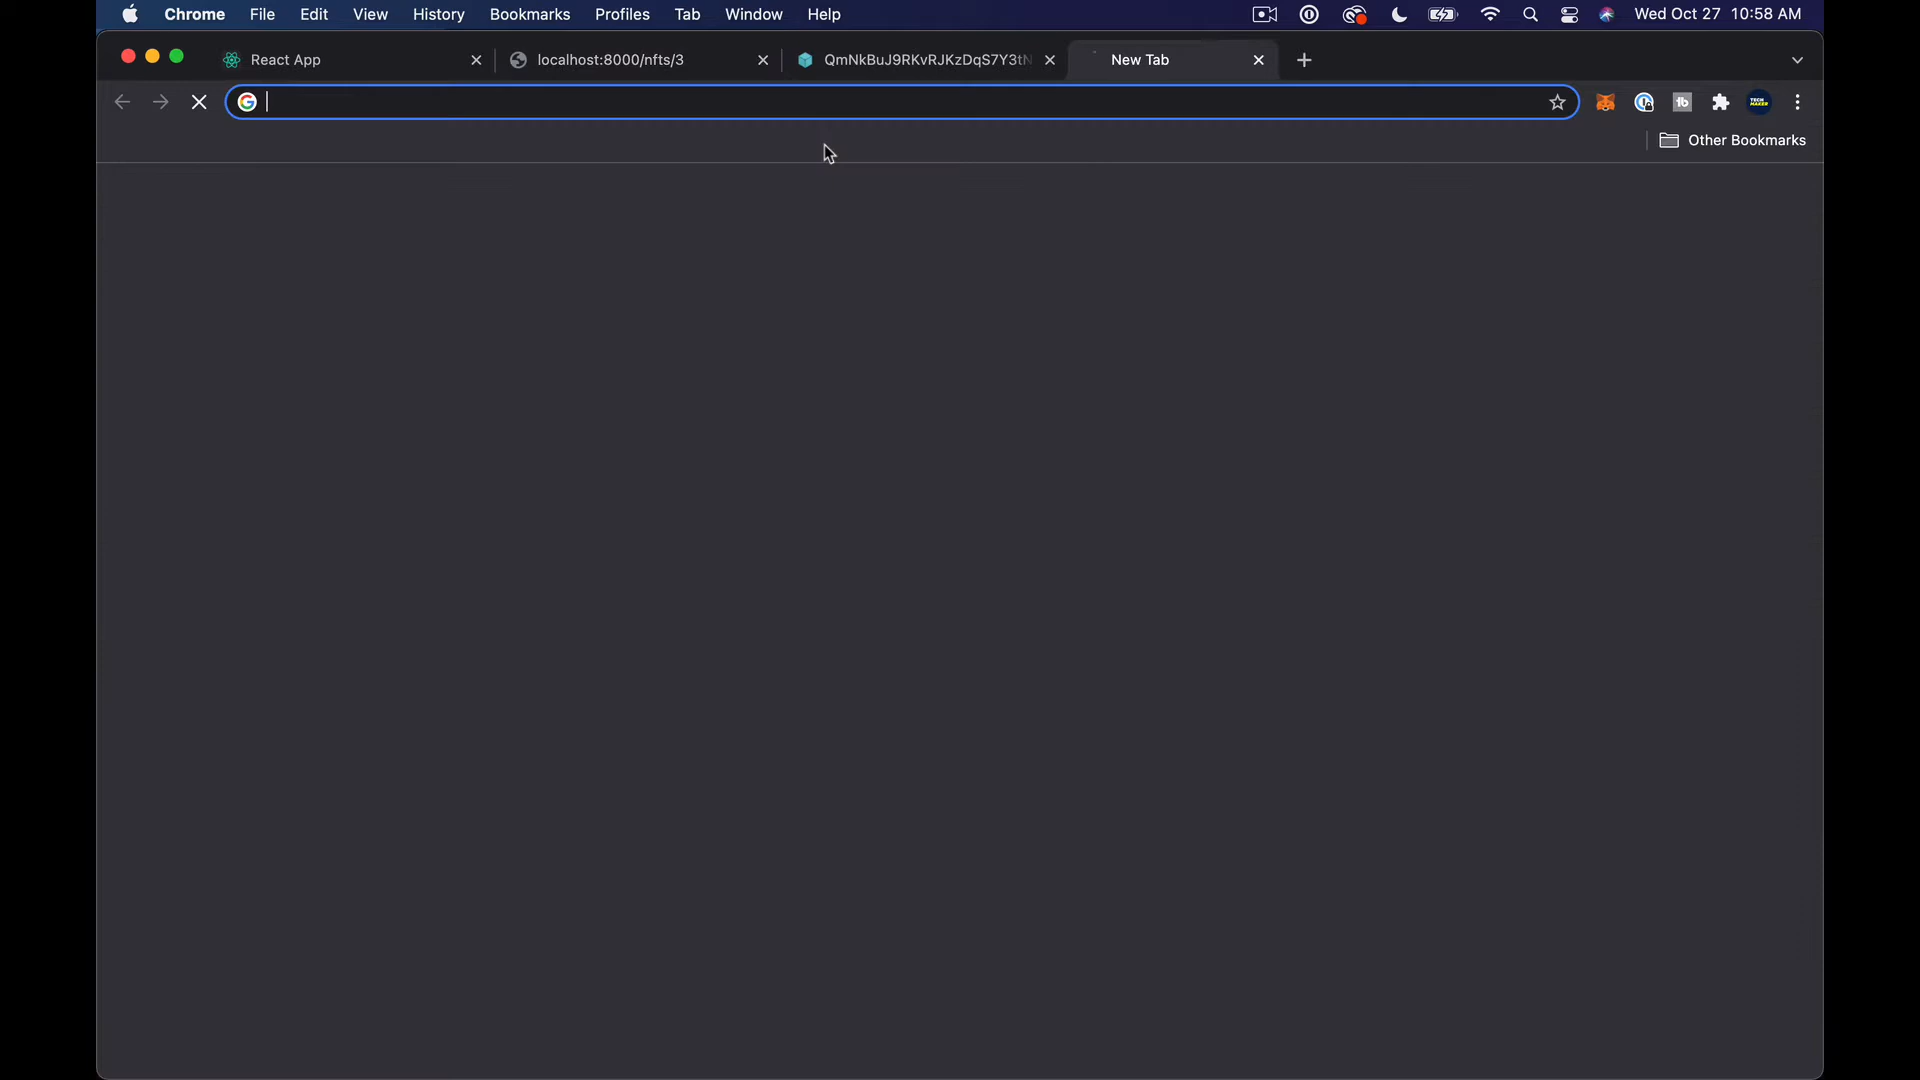 Chrome File Edit View History Bookmarks Profiles Tab Window Help Wed Oct 27 10:58 AM
React App localhost:8000/nfts/3 QmNkBuJ9RKvRJKzDqS7Y3tN New Tab
Other Bookmarks